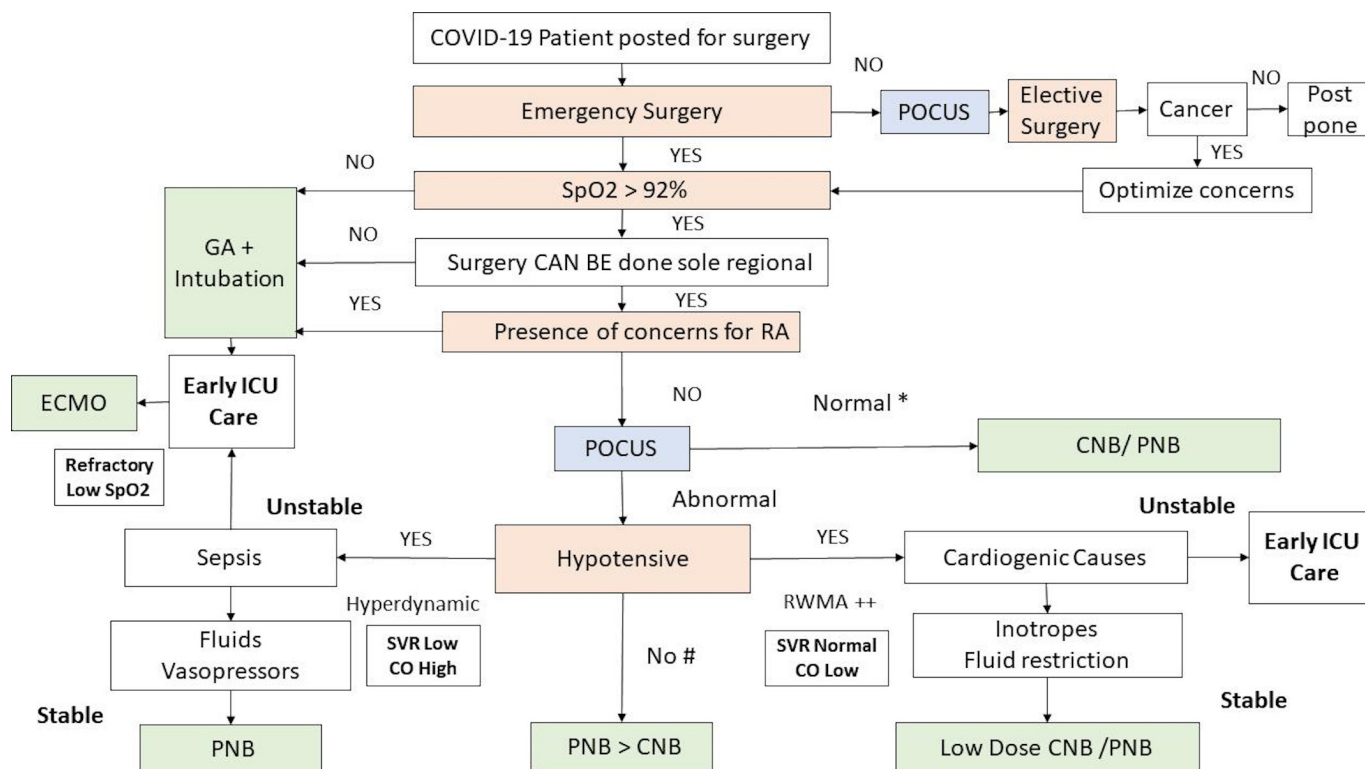 COVID-19 Patient posted for surgery
NO
Emergency Surgery
POCUS
Elective
Surgery
Cancer
NO
Post
pone
YES
NO
YES
SpO2 > 92%
Optimize concerns
GA +
Intubation
NO
YES
Surgery CAN BE done sole regional
YES
YES
Presence of concerns for RA
Early ICU
Care
ECMO
NO
Normal *
POCUS
CNB/ PNB
Refractory
Low SpO2
Abnormal
Unstable
Unstable
Sepsis
YES
Hypotensive
YES
Cardiogenic Causes
Early ICU
Care
Hyperdynamic
RWMA ++
Fluids
Vasopressors
SVR Low
CO High
No #
SVR Normal
CO Low
Inotropes
Fluid restriction
Stable
Stable
PNB
PNB > CNB
Low Dose CNB /PNB